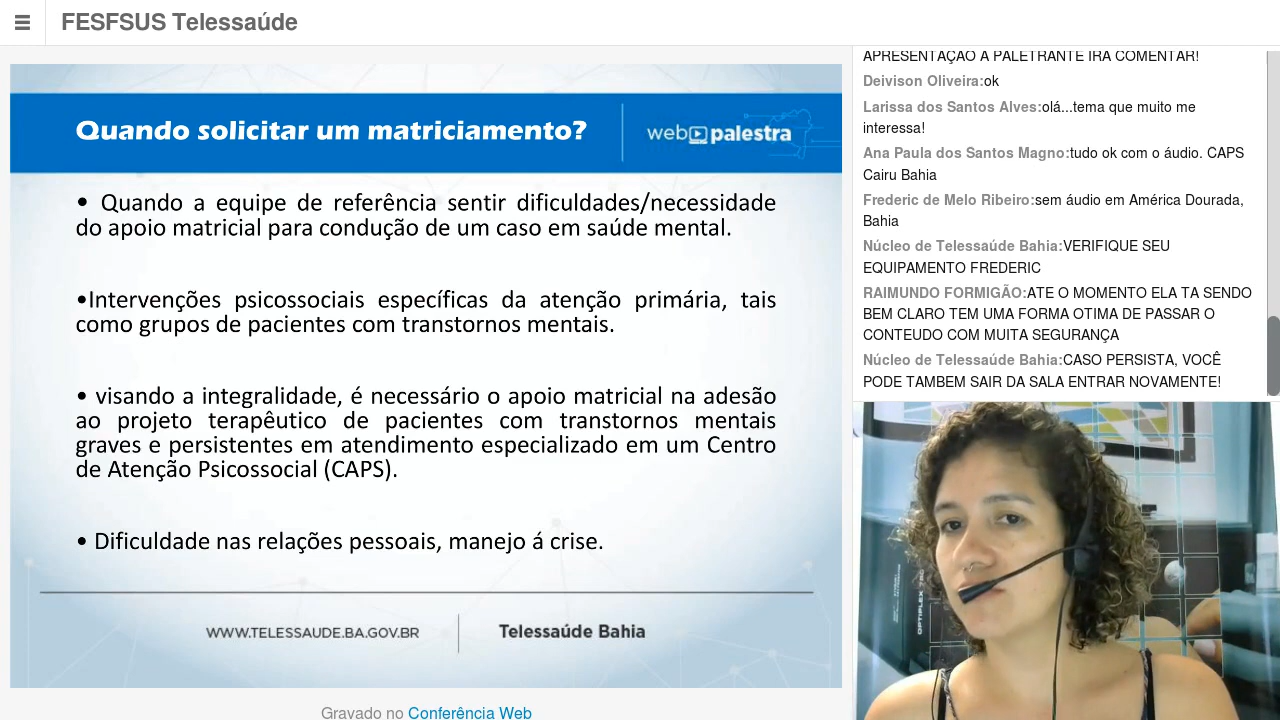 FESFSUS Telessaúde
Quando solicitar um matriciamento?
web palestra
• Quando a equipe de referência sentir dificuldades/necessidade
do apoio matricial para condução de um caso em saúde mental.
•Intervenções psicossociais específicas da atenção primária, tais
como grupos de pacientes com transtornos mentais.
• visando a integralidade, é necessário o apoio matricial na adesão
ao projeto terapêutico de pacientes com transtornos mentais
graves e persistentes em atendimento especializado em um Centro
de Atenção Psicossocial (CAPS).
• Dificuldade nas relações pessoais, manejo á crise.
WWW.TELESSAUDE.BA.GOV.BR
Telessaúde Bahia
Gravado no Conferência Web
APRESENTAÇÃO A PALETRANTE IRA COMENTAR!
Deivison Oliveira:ok
Larissa dos Santos Alves:olá...tema que muito me
interessa!
Ana Paula dos Santos Magno:tudo ok com o áudio. CAPS
Cairu Bahia
Frederic de Melo Ribeiro:sem áudio em América Dourada,
Bahia
Núcleo de Telessaúde Bahia:VERIFIQUE SEU
EQUIPAMENTO FREDERIC
RAIMUNDO FORMIGÃO:ATE O MOMENTO ELA TA SENDO
BEM CLARO TEM UMA FORMA OTIMA DE PASSAR O
CONTEUDO COM MUITA SEGURANÇA
Núcleo de Telessaúde Bahia:CASO PERSISTA, VOCÊ
PODE TAMBEM SAIR DA SALA ENTRAR NOVAMENTE!
OPTIPLEX 780